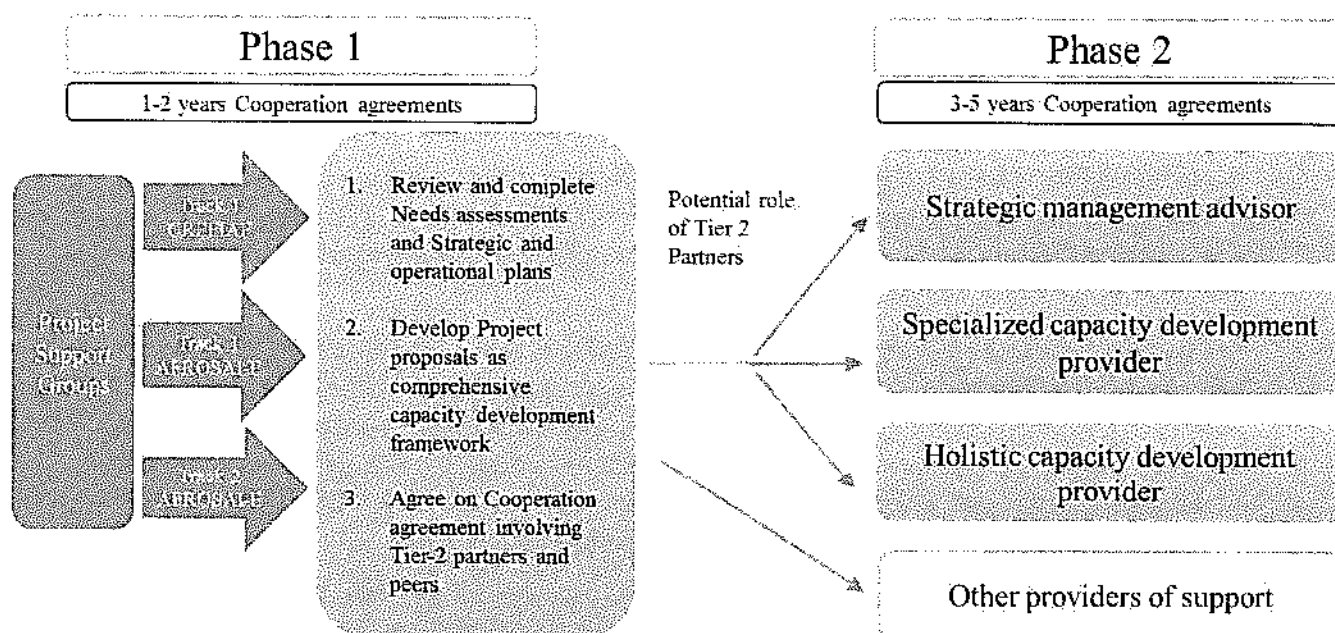 Phase 1
1-2 years Cooperation agreements
Phase 2
3-5 years Cooperation agreements
Project
Support
Groups
1. Review and complete
Needs assessments
and Strategic and
operational plans
2. Develop Project
proposals as
comprehensive
capacity development
framework
3. Agree on Cooperation
agreement involving
Tier-2 partners and
peers
Potential role
of Tier 2
Partners
Strategic management advisor
Specialized capacity development
provider
Holistic capacity development
provider
Other providers of support